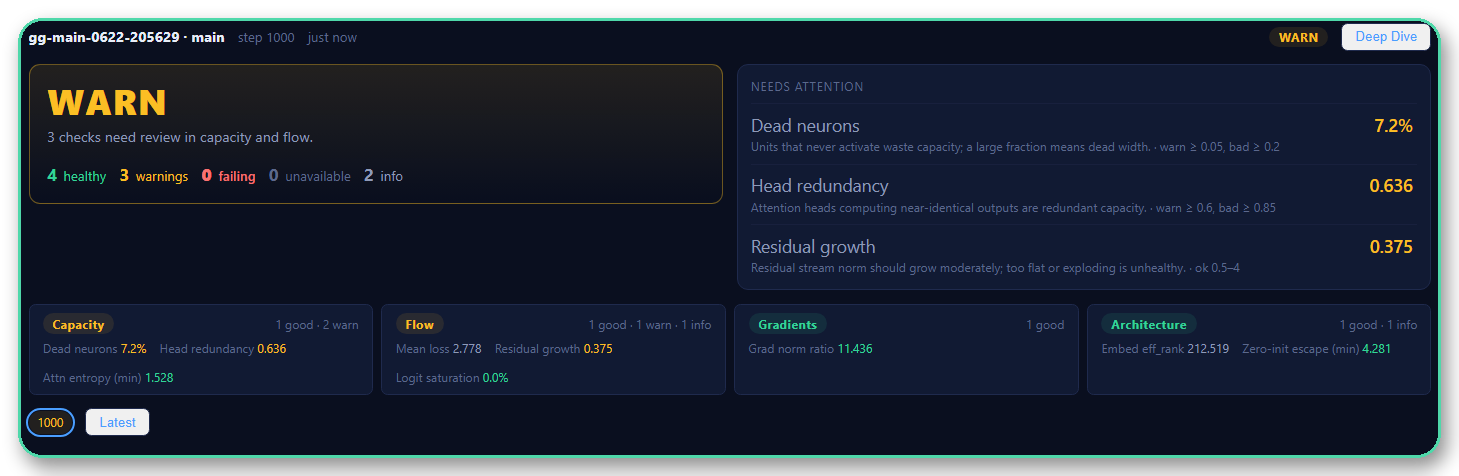 gg-main-0622-205629 · main step 1000 just now WARN Deep Dive
WARN
3 checks need review in capacity and flow.
4 healthy 3 warnings 0 failing 0 unavailable 2 info
NEEDS ATTENTION
Dead neurons 7.2%
Units that never activate waste capacity; a large fraction means dead width. · warn ≥ 0.05, bad ≥ 0.2
Head redundancy 0.636
Attention heads computing near-identical outputs are redundant capacity. · warn ≥ 0.6, bad ≥ 0.85
Residual growth 0.375
Residual stream norm should grow moderately; too flat or exploding is unhealthy. · ok 0.5–4
Capacity 1 good · 2 warn
Dead neurons 7.2% Head redundancy 0.636
Attn entropy (min) 1.528
Flow 1 good · 1 warn · 1 info
Mean loss 2.778 Residual growth 0.375
Logit saturation 0.0%
Gradients 1 good
Grad norm ratio 11.436
Architecture 1 good · 1 info
Embed eff_rank 212.519 Zero-init escape (min) 4.281
1000 Latest